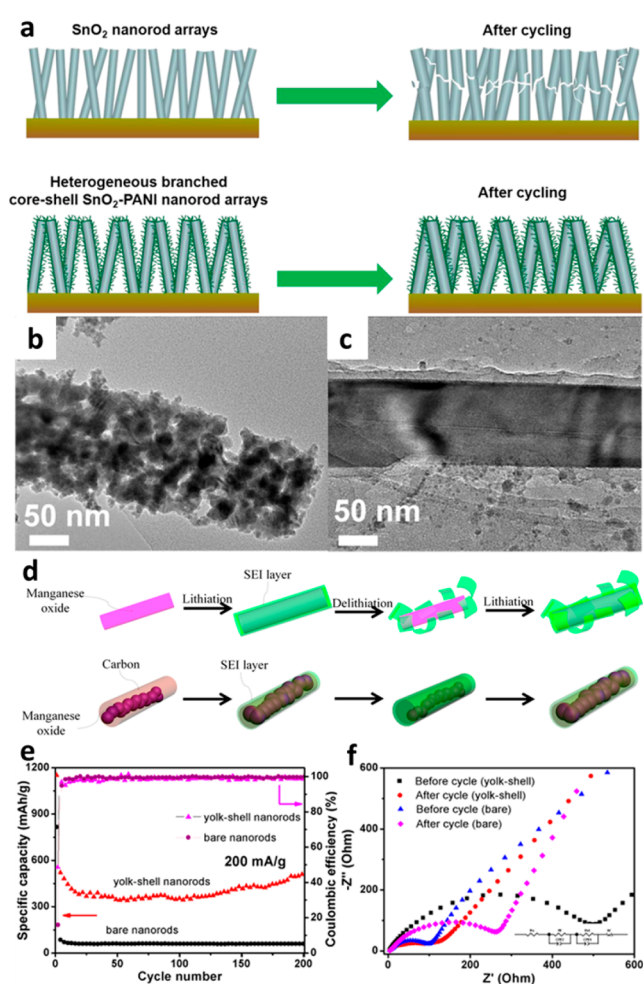 a
SnO2 nanorod arrays
After cycling
Heterogeneous branched
core-shell SnO2-PANI nanorod arrays
After cycling
b
50 nm
c
50 nm
d
Manganese
oxide
Lithiation
SEI layer
Delithiation
Lithiation
Carbon
SEI layer
Manganese
oxide
e
Specific capacity (mAh/g)
1200
900
600
300
0
yolk-shell nanorods
bare nanorods
200 mA/g
yolk-shell nanorods
bare nanorods
100
80
60
40
20
0
Coulombic efficiency (%)
0 50 100 150 200
Cycle number
f
-Z'' (Ohm)
600
400
200
0
Before cycle (yolk-shell)
After cycle (yolk-shell)
Before cycle (bare)
After cycle (bare)
0 200 400 600
Z' (Ohm)